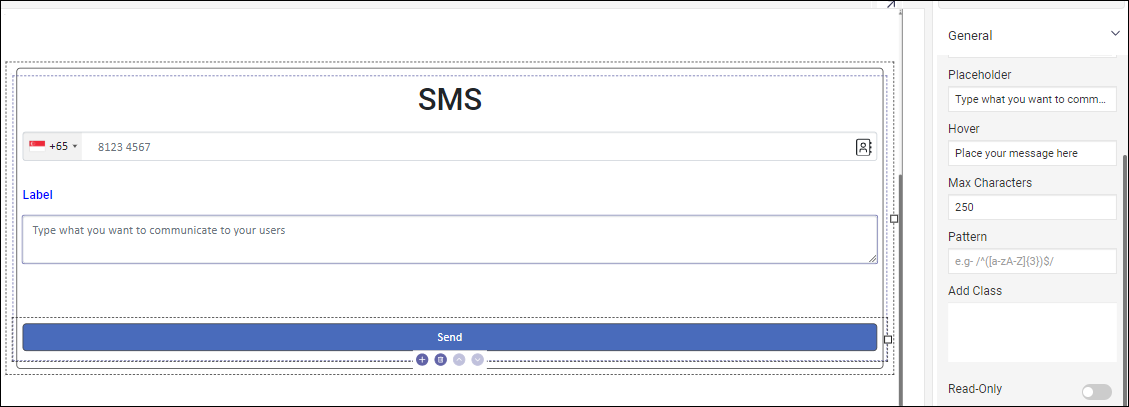 SMS
+65
8123 4567
Label
Type what you want to communicate to your users
Send
General
Placeholder
Type what you want to comm...
Hover
Place your message here
Max Characters
250
Pattern
e.g- /^([a-zA-Z]{3})$/
Add Class
Read-Only